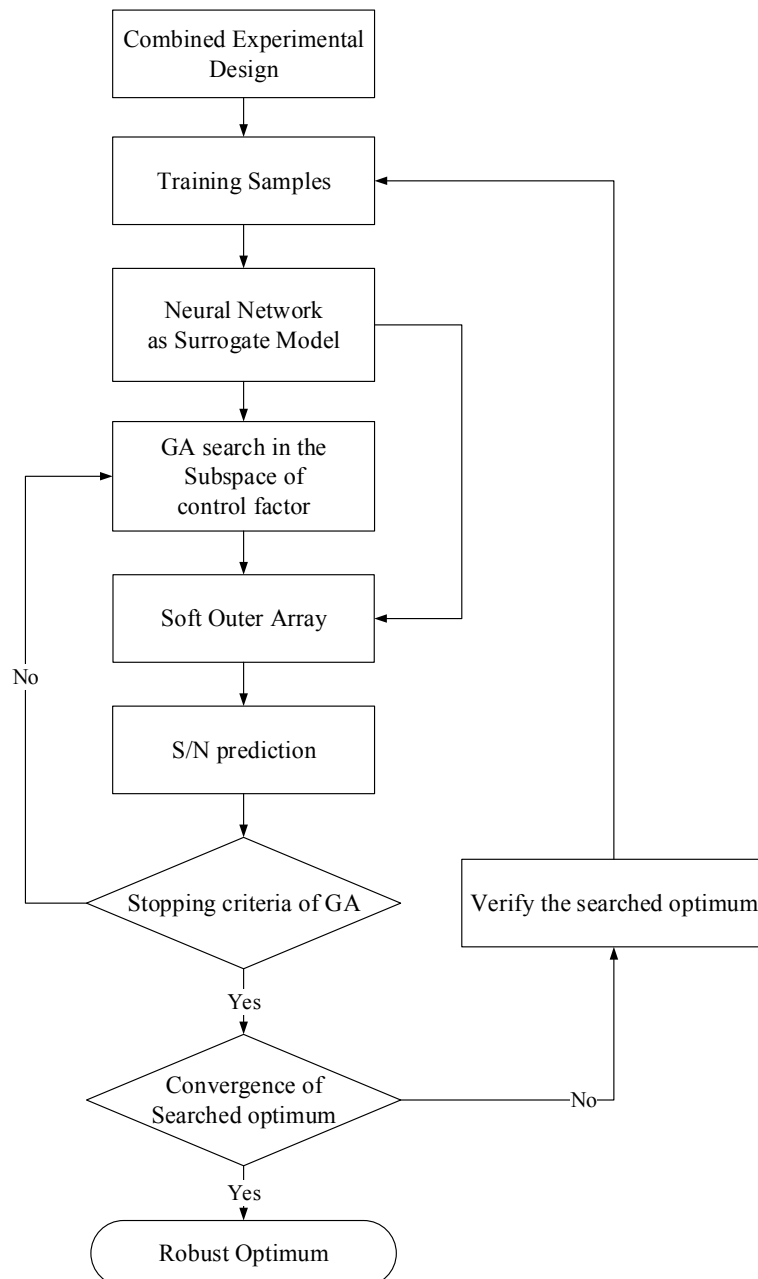 Combined Experimental
Design
Training Samples
Neural Network
as Surrogate Model
GA search in the
Subspace of
control factor
Soft Outer Array
No
S/N prediction
Stopping criteria of GA
Verify the searched optimum
Yes
Convergence of
Searched optimum
No
Yes
Robust Optimum